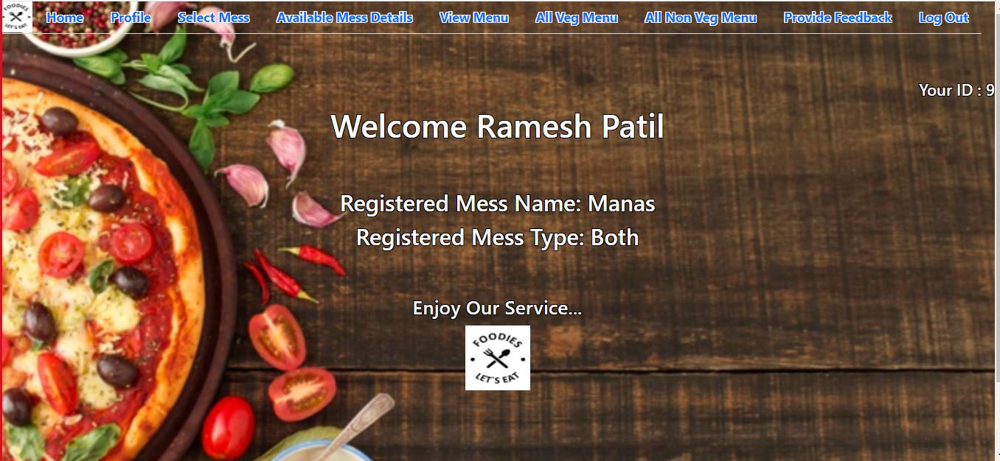 FOODIES
LET'S EAT
Home Profile Select Mess Available Mess Details View Menu All Veg Menu All Non Veg Menu Provide Feedback Log Out
Your ID : 9
Welcome Ramesh Patil
Registered Mess Name: Manas
Registered Mess Type: Both
Enjoy Our Service...
FOODIES
LET'S EAT